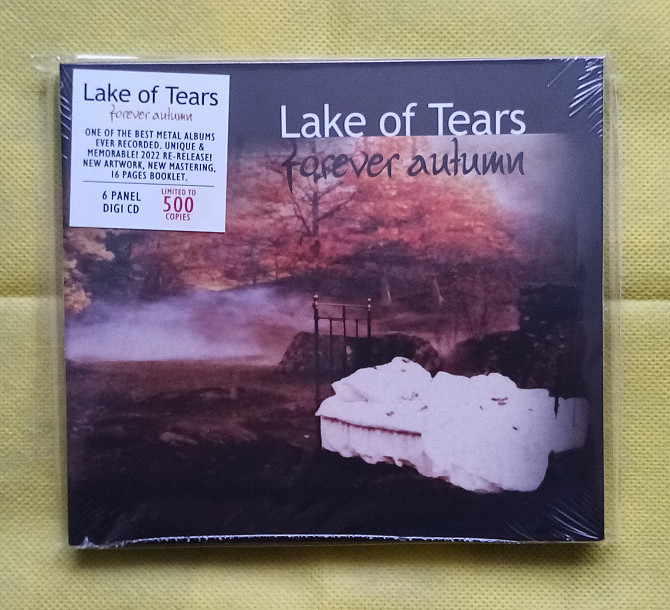 Lake of Tears
forever autumn
ONE OF THE BEST METAL ALBUMS
EVER RECORDED. UNIQUE &
MEMORABLE! 2022 RE-RELEASE!
NEW ARTWORK, NEW MASTERING,
16 PAGES BOOKLET.
6 PANEL
DIGI CD
LIMITED TO
500
COPIES
Lake of Tears
forever autumn